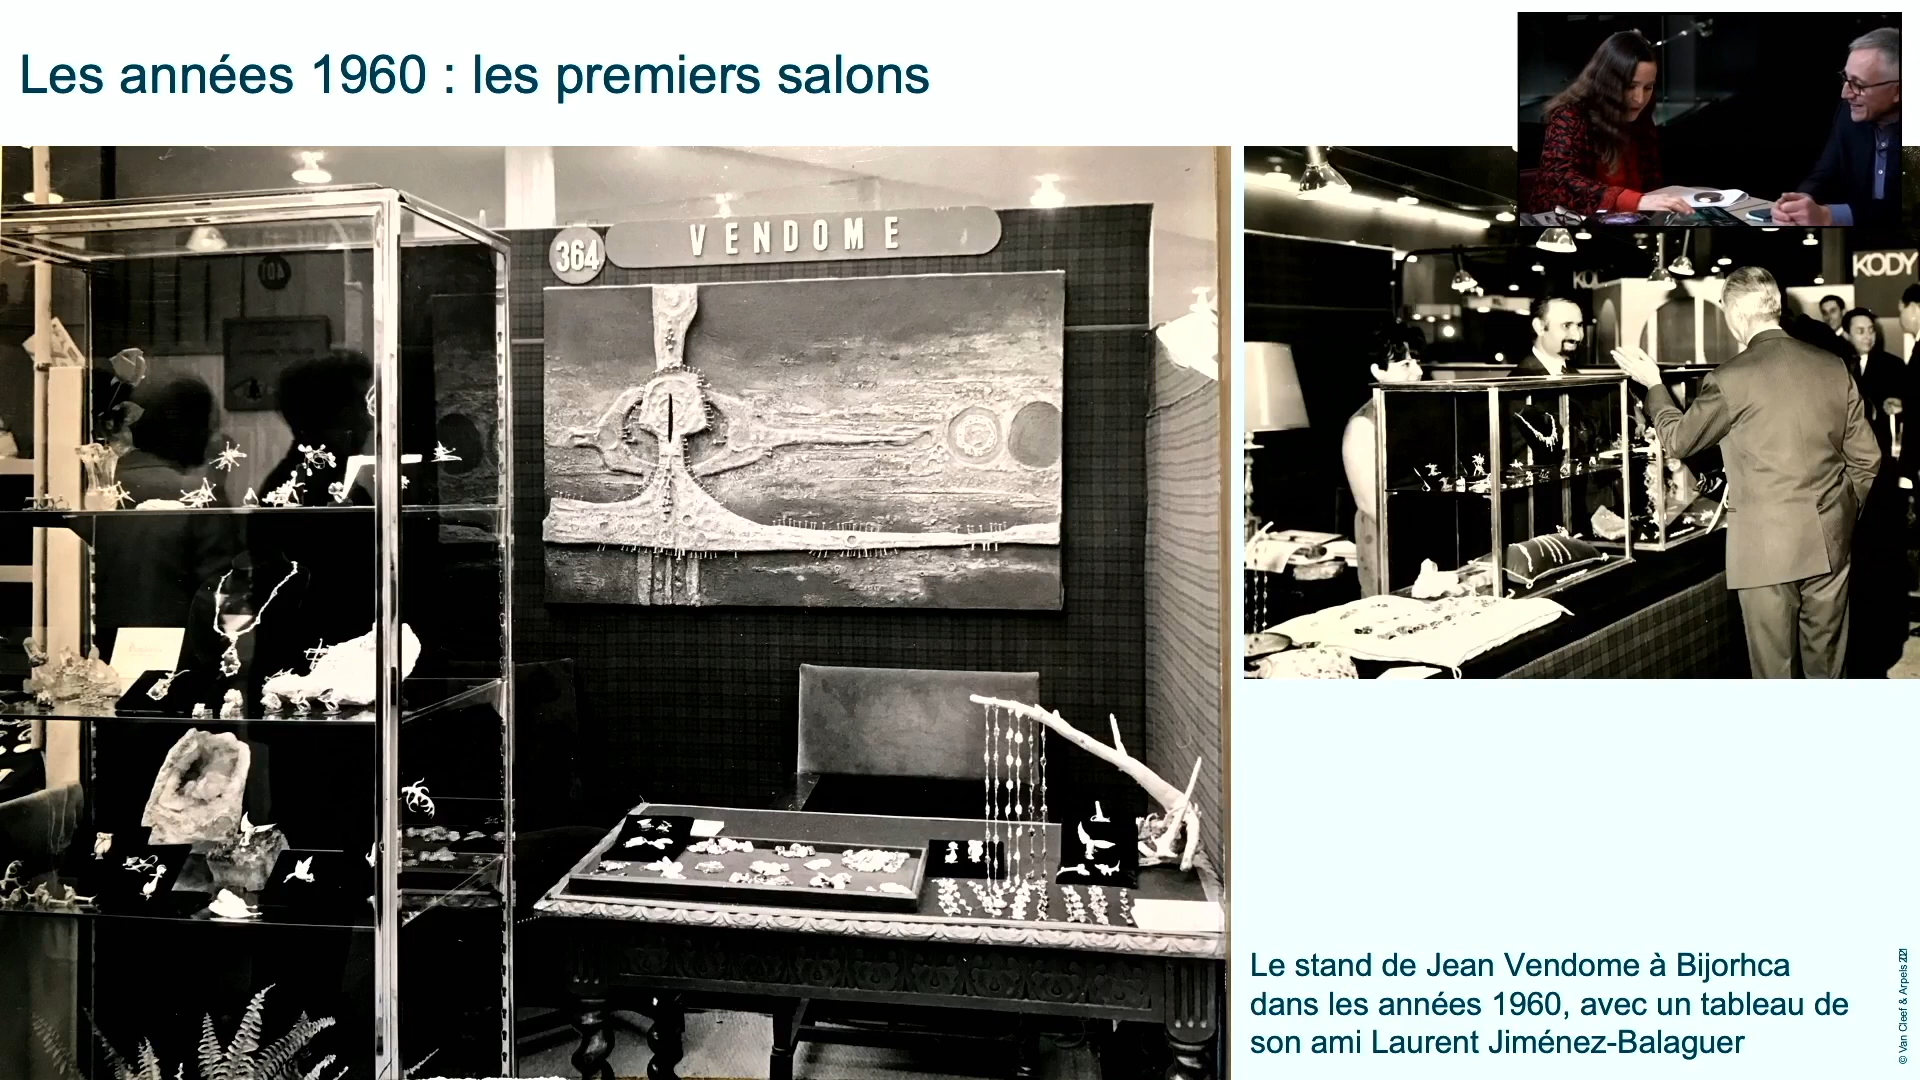 Les années 1960 : les premiers salons
364
VENDOME
KODY
Le stand de Jean Vendome à Bijorhca
dans les années 1960, avec un tableau de
son ami Laurent Jiménez-Balaguer
© Van Cleef & Arpels